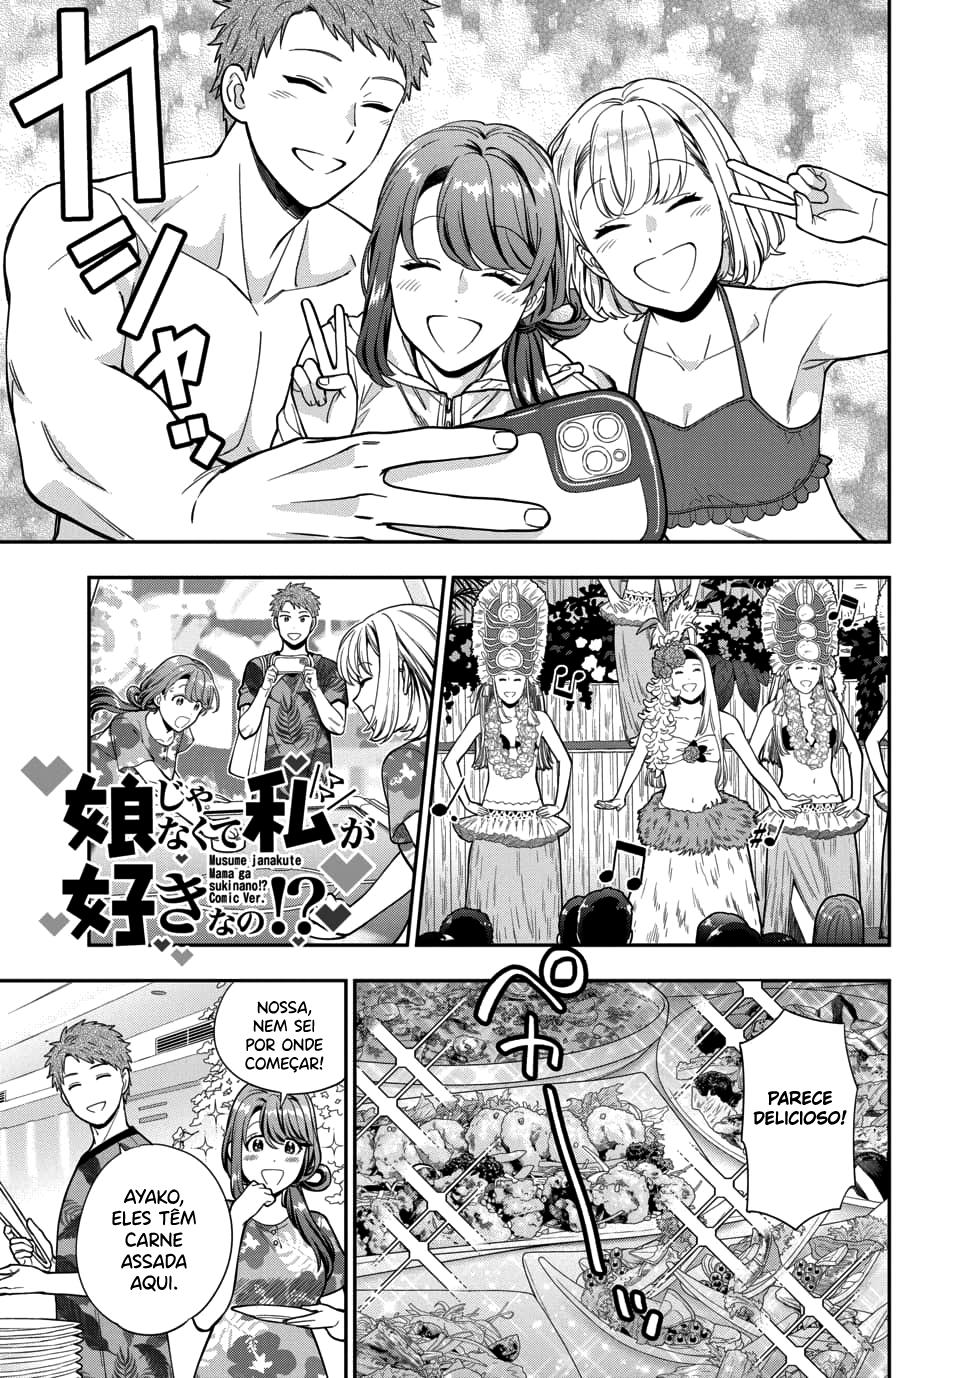 カシャッ
娘じゃ
なくて私が
ママ
好きなの!?
Musume janakute
Mama ga
sukinano!?
Comic Ver.
PARECE
DELICIOSO!
ペカーッ
NOSSA,
NEM SEI
POR ONDE
COMEÇAR!
AYAKO,
ELES TÊM
CARNE
ASSADA
AQUI.